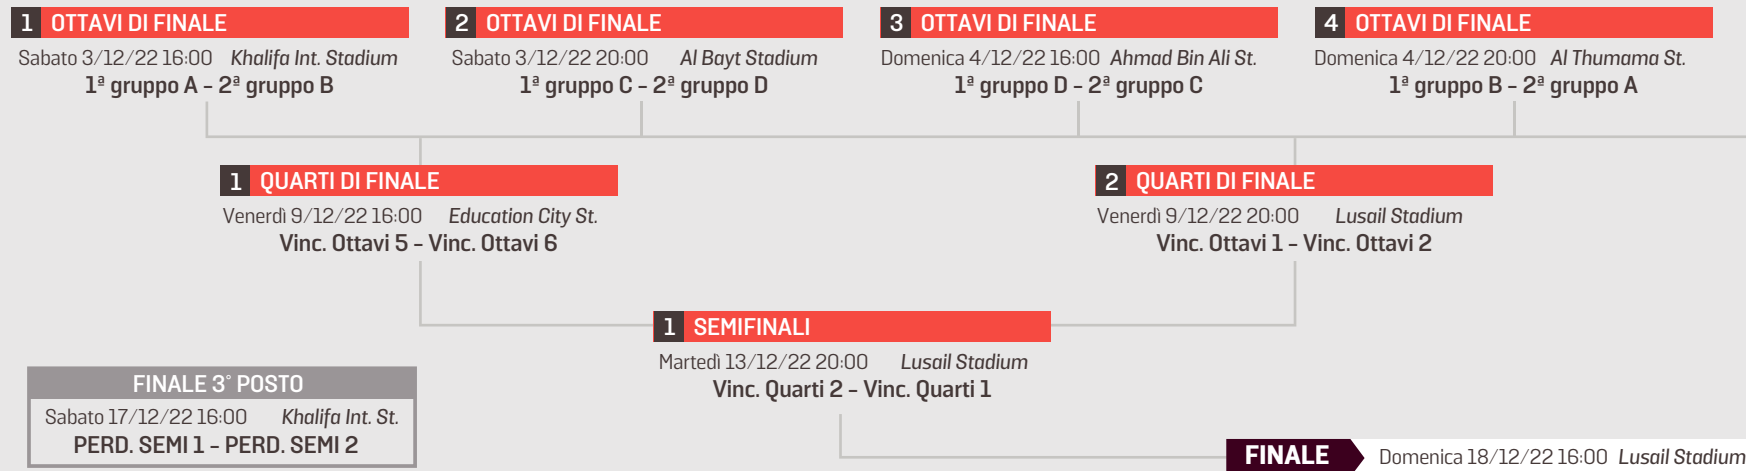 1 OTTAVI DI FINALE
Sabato 3/12/22 16:00 Khalifa Int. Stadium
1ª gruppo A - 2ª gruppo B
2 OTTAVI DI FINALE
Sabato 3/12/22 20:00 Al Bayt Stadium
1ª gruppo C - 2ª gruppo D
3 OTTAVI DI FINALE
Domenica 4/12/22 16:00 Ahmad Bin Ali St.
1ª gruppo D - 2ª gruppo C
4 OTTAVI DI FINALE
Domenica 4/12/22 20:00 Al Thumama St.
1ª gruppo B - 2ª gruppo A
1 QUARTI DI FINALE
Venerdì 9/12/22 16:00 Education City St.
Vinc. Ottavi 5 - Vinc. Ottavi 6
2 QUARTI DI FINALE
Venerdì 9/12/22 20:00 Lusail Stadium
Vinc. Ottavi 1 - Vinc. Ottavi 2
1 SEMIFINALI
Martedì 13/12/22 20:00 Lusail Stadium
Vinc. Quarti 2 - Vinc. Quarti 1
FINALE 3° POSTO
Sabato 17/12/22 16:00 Khalifa Int. St.
PERD. SEMI 1 - PERD. SEMI 2
FINALE Domenica 18/12/22 16:00 Lusail Stadium